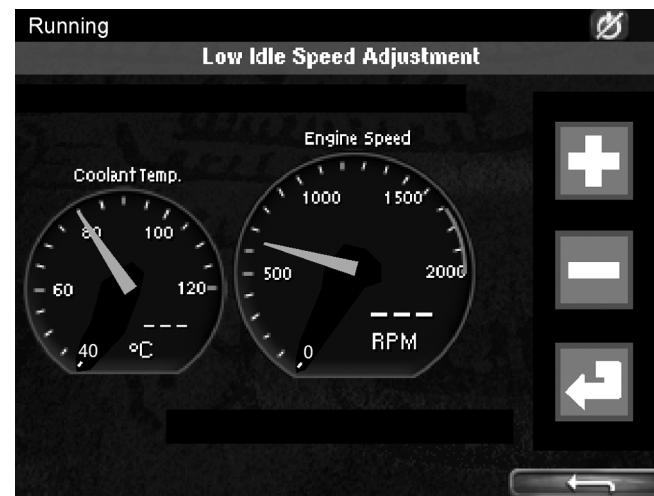 Running
Low Idle Speed Adjustment
Engine Speed
Coolant Temp.
1000 1500
80 100
500 2000
60 120
--- ---
40 °C 0 RPM